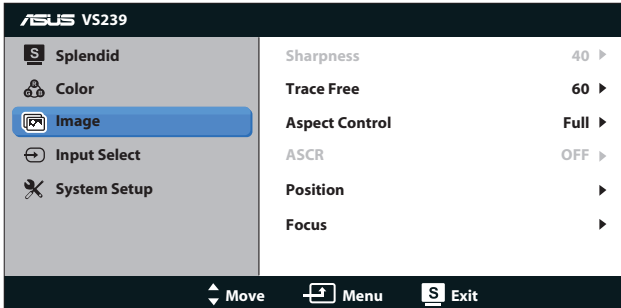 ASUS VS239
S Splendid
Color
Image
Input Select
System Setup
Sharpness 40
Trace Free 60
Aspect Control Full
ASCR OFF
Position
Focus
Move Menu S Exit